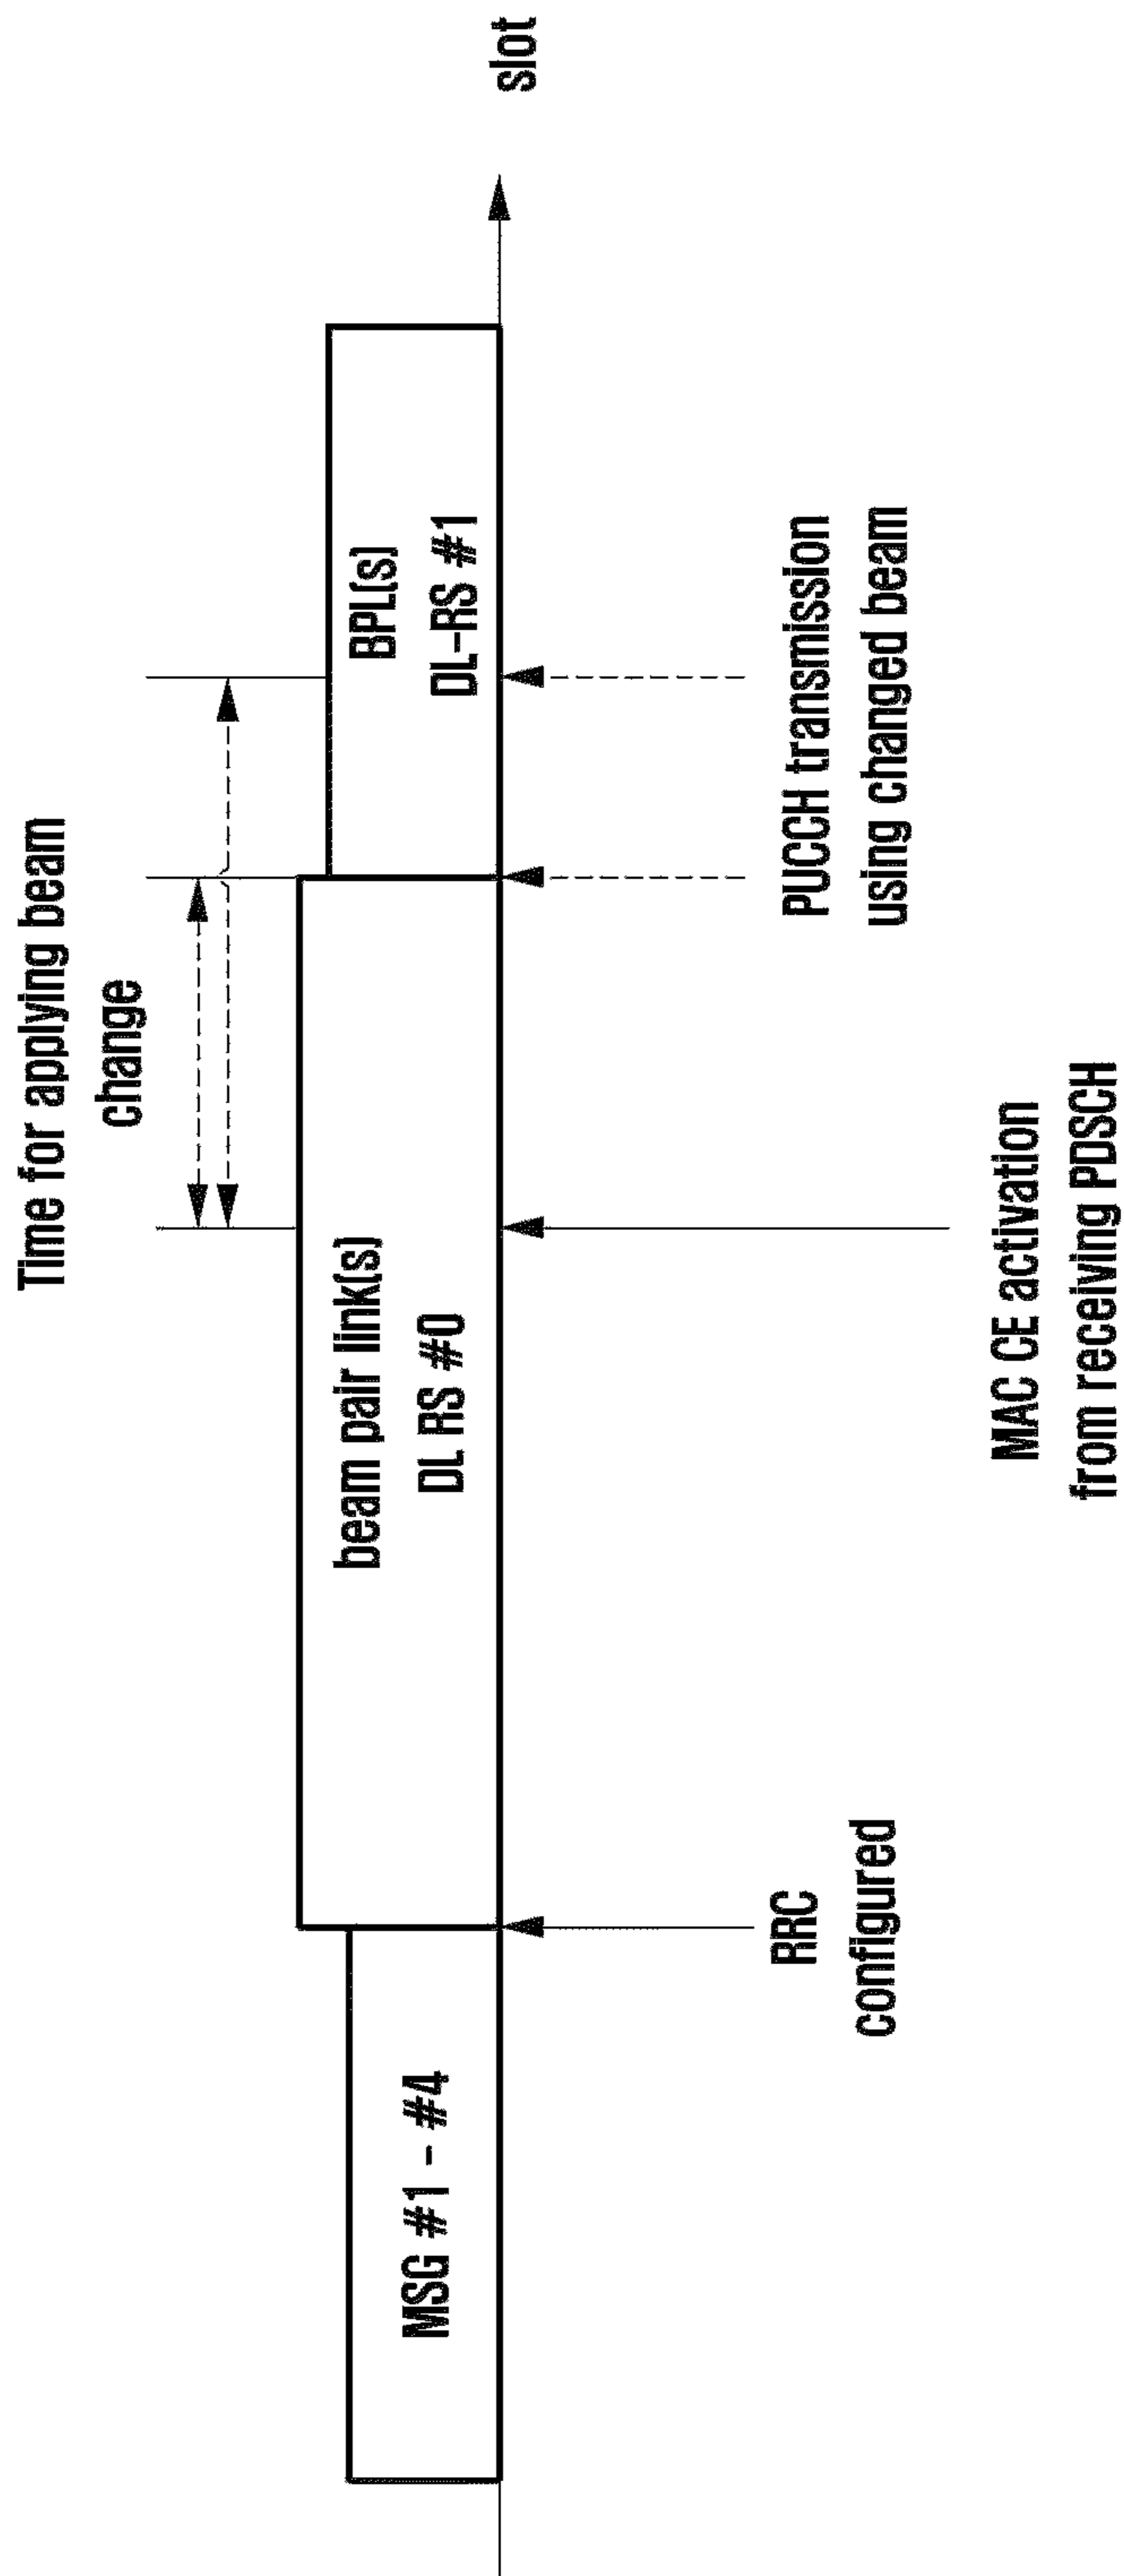 Time for applying beam
change
MSG #1 – #4
beam pair link(s)
DL RS #0
BPL(s)
DL-RS #1
slot
RRC
configured
MAC CE activation
from receiving PDSCH
PUCCH transmission
using changed beam